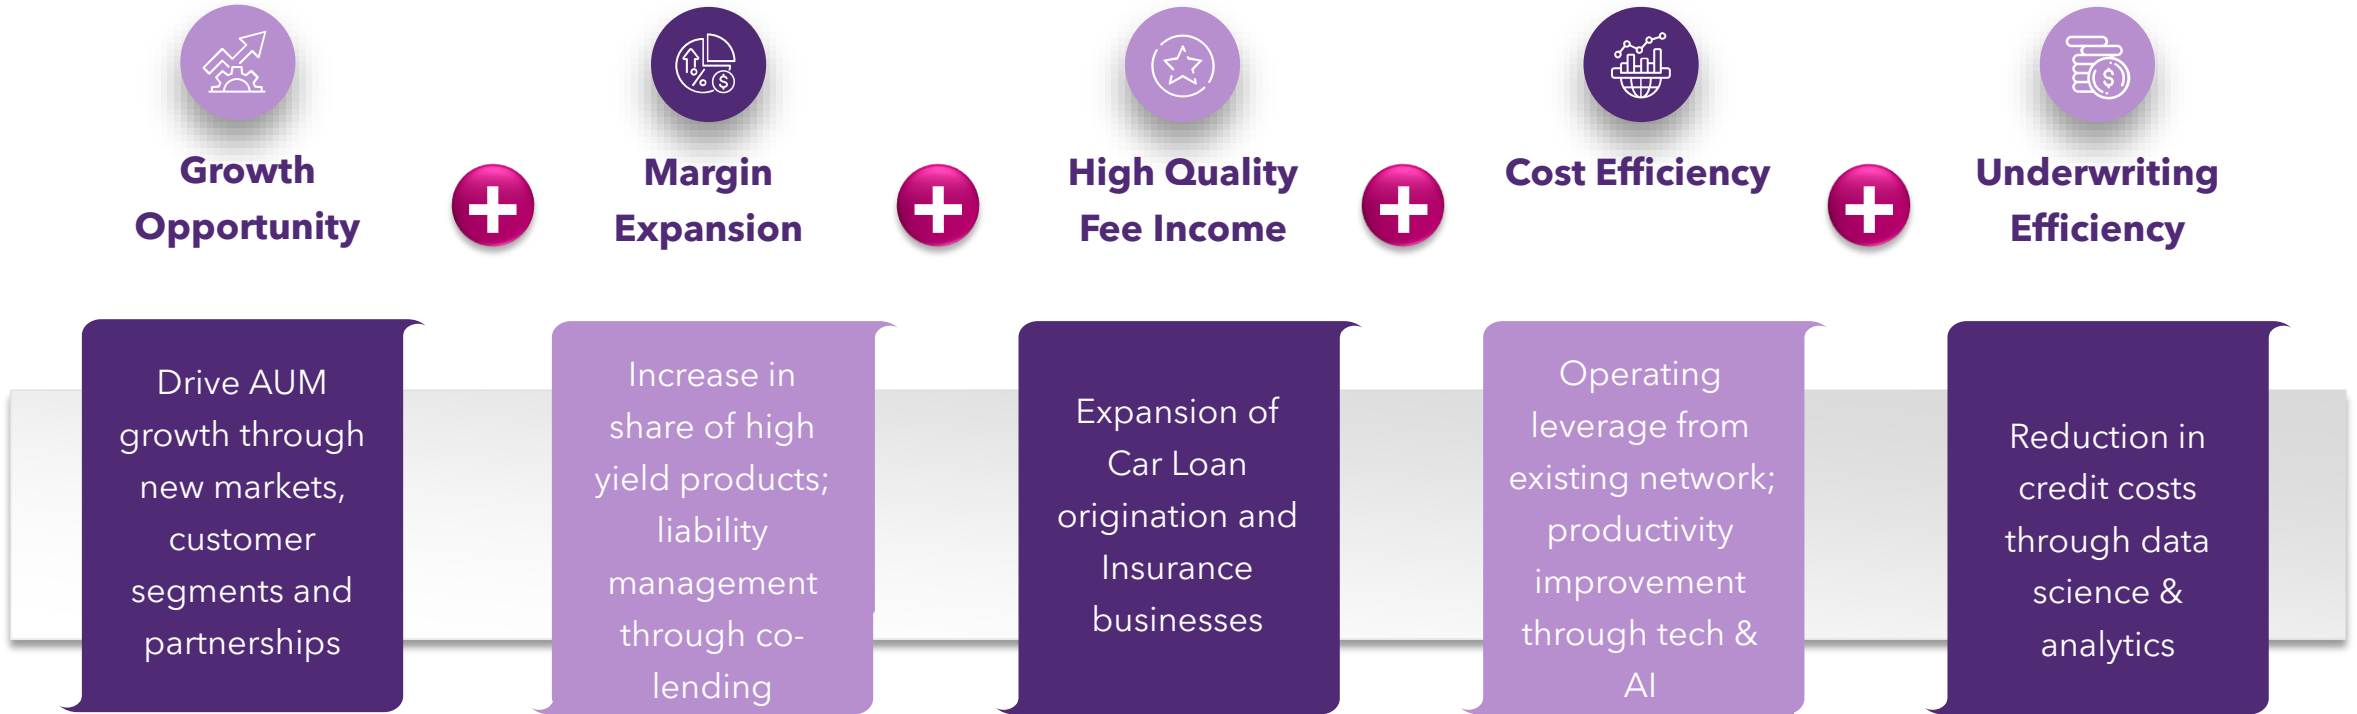 Growth
Opportunity
Margin
Expansion
High Quality
Fee Income
Cost Efficiency
Underwriting
Efficiency
Drive AUM
growth through
new markets,
customer
segments and
partnerships
Increase in
share of high
yield products;
liability
management
through co-
lending
Expansion of
Car Loan
origination and
Insurance
businesses
Operating
leverage from
existing network;
productivity
improvement
through tech &
AI
Reduction in
credit costs
through data
science &
analytics